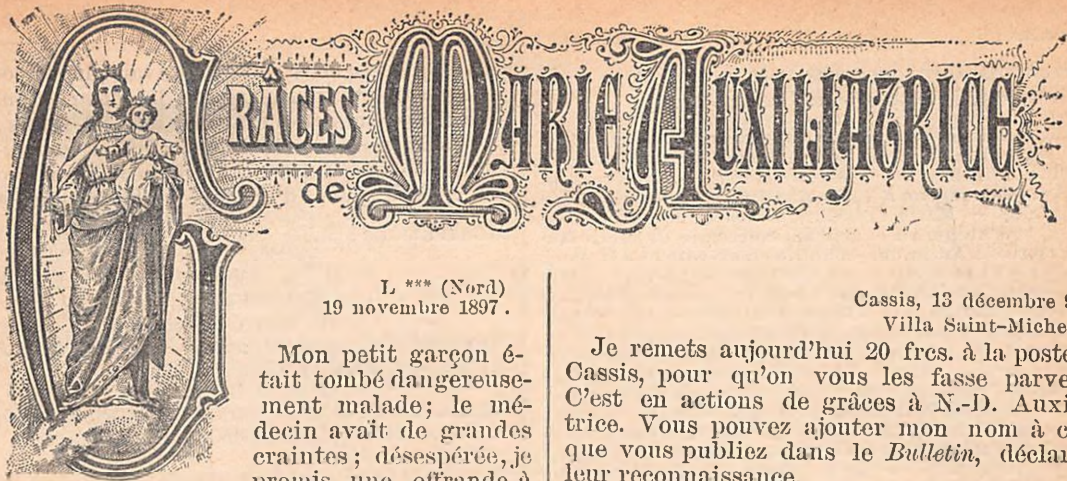 GRÂCES de MARIE AUXILIATRICE
L *** (Nord)
19 novembre 1897.
Mon petit garçon é-
tait tombé dangereuse-
ment malade; le mé-
decin avait de grandes
craintes; désespérée, je
promis une offrande à
Cassis, 13 décembre
Villa Saint-Miche
Je remets aujourd'hui 20 frcs. à la poste
Cassis, pour qu'on vous les fasse parve
C'est en actions de grâces à N.-D. Auxi
trice. Vous pouvez ajouter mon nom à c
que vous publiez dans le Bulletin, déclar
leur reconnaissance.